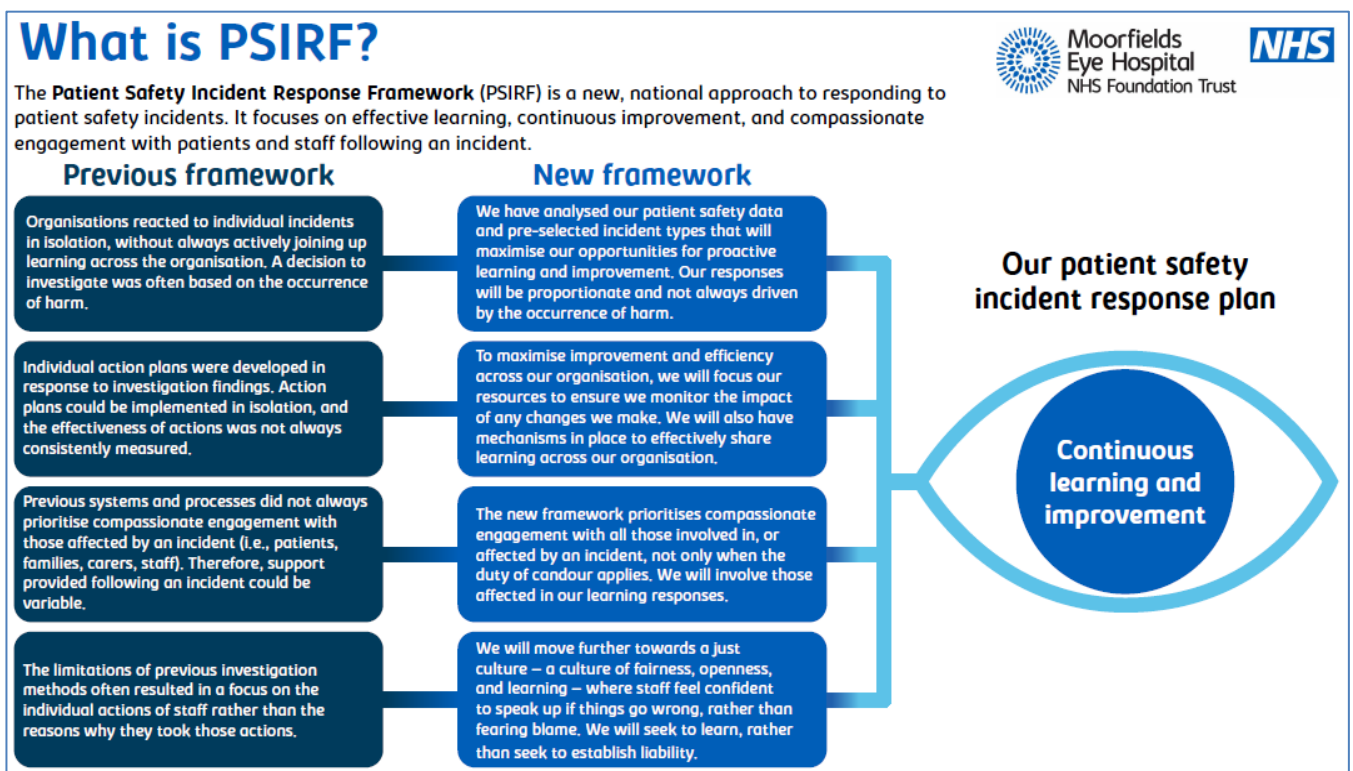 What is PSIRF?
Moorfields
Eye Hospital
NHS Foundation Trust
NHS
The Patient Safety Incident Response Framework (PSIRF) is a new, national approach to responding to
patient safety incidents. It focuses on effective learning, continuous improvement, and compassionate
engagement with patients and staff following an incident.
Previous framework
New framework
Organisations reacted to individual incidents
in isolation, without always actively joining up
learning across the organisation. A decision to
investigate was often based on the occurrence
of harm.
We have analysed our patient safety data
and pre-selected incident types that will
maximise our opportunities for proactive
learning and improvement. Our responses
will be proportionate and not always driven
by the occurrence of harm.
Individual action plans were developed in
response to investigation findings. Action
plans could be implemented in isolation, and
the effectiveness of actions was not always
consistently measured.
To maximise improvement and efficiency
across our organisation, we will focus our
resources to ensure we monitor the impact
of any changes we make. We will also have
mechanisms in place to effectively share
learning across our organisation.
Previous systems and processes did not always
prioritise compassionate engagement with
those affected by an incident (i.e., patients,
families, carers, staff). Therefore, support
provided following an incident could be
variable.
The new framework prioritises compassionate
engagement with all those involved in, or
affected by an incident, not only when the
duty of candour applies. We will involve those
affected in our learning responses.
The limitations of previous investigation
methods often resulted in a focus on the
individual actions of staff rather than the
reasons why they took those actions.
We will move further towards a just
culture – a culture of fairness, openness,
and learning – where staff feel confident
to speak up if things go wrong, rather than
fearing blame. We will seek to learn, rather
than seek to establish liability.
Our patient safety
incident response plan
Continuous
learning and
improvement